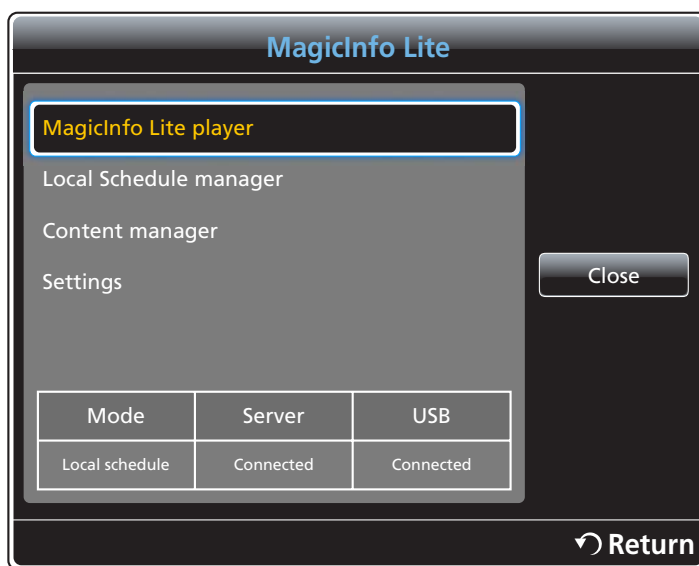 MagicInfo Lite
MagicInfo Lite player
Local Schedule manager
Content manager
Settings
Close
Mode Server USB
Local schedule Connected Connected
Return